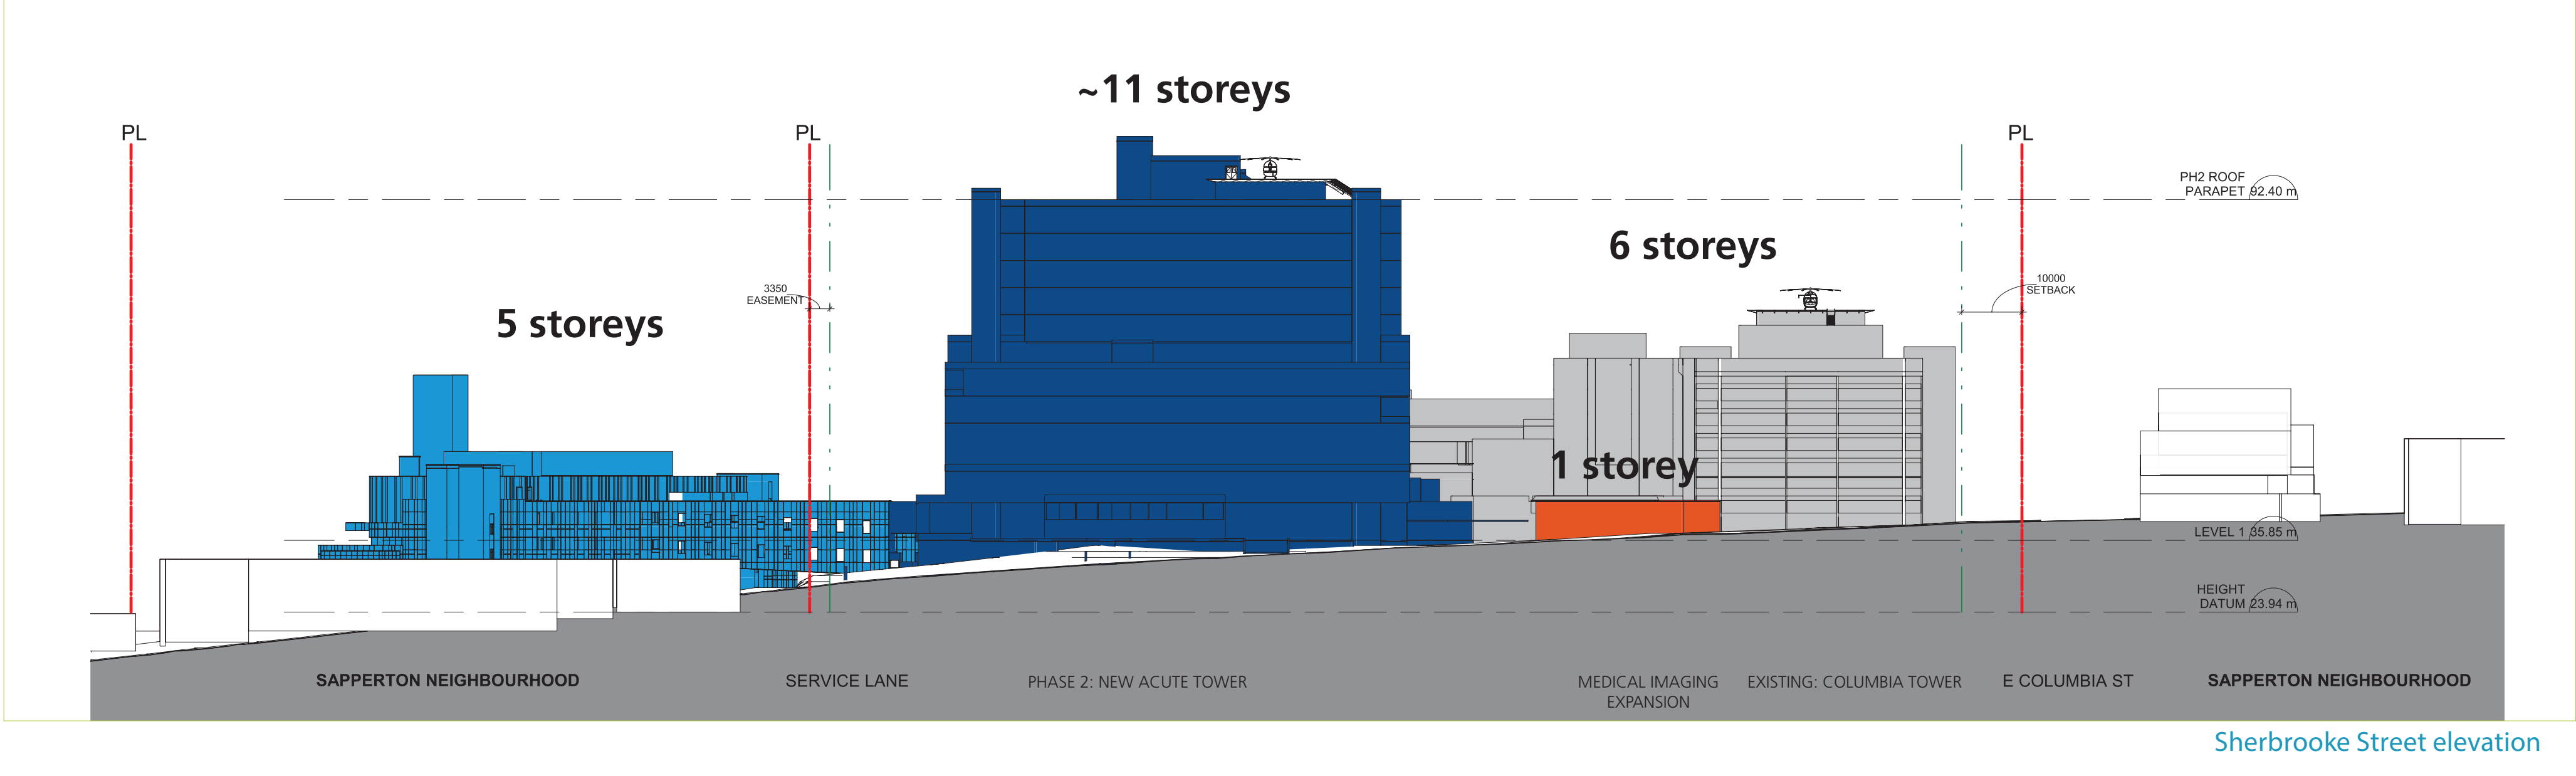 ~11 storeys
PL
PL
PL
PH2 ROOF
PARAPET 92.40 m
6 storeys
3350
EASEMENT
10000
SETBACK
5 storeys
1 storey
LEVEL 1 35.85 m
HEIGHT
DATUM 23.94 m
SAPPERTON NEIGHBOURHOOD
SERVICE LANE
PHASE 2: NEW ACUTE TOWER
MEDICAL IMAGING
EXPANSION
EXISTING: COLUMBIA TOWER
E COLUMBIA ST
SAPPERTON NEIGHBOURHOOD
Sherbrooke Street elevation